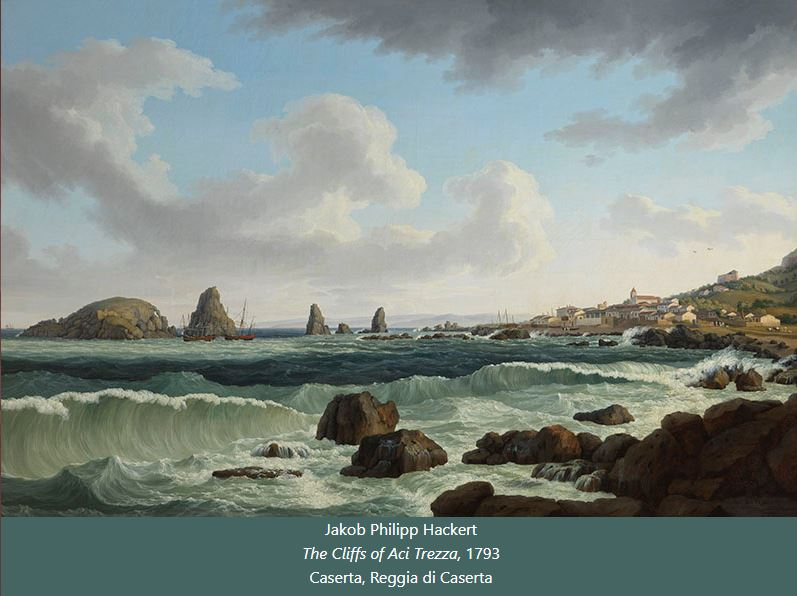 Jakob Philipp Hackert
The Cliffs of Aci Trezza, 1793
Caserta, Reggia di Caserta